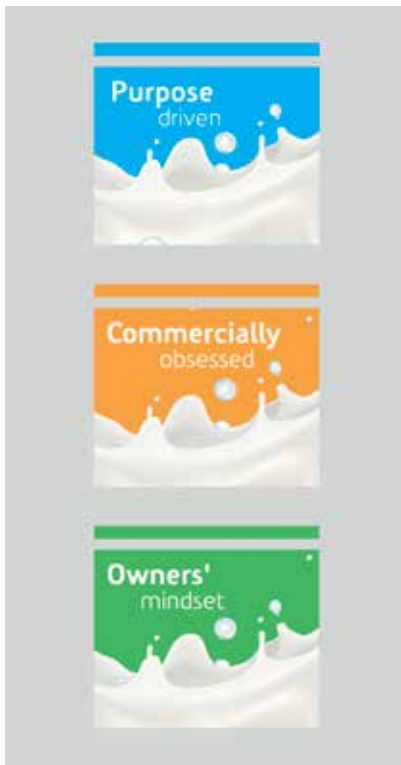 Purpose
driven
Commercially
obsessed
Owners'
mindset